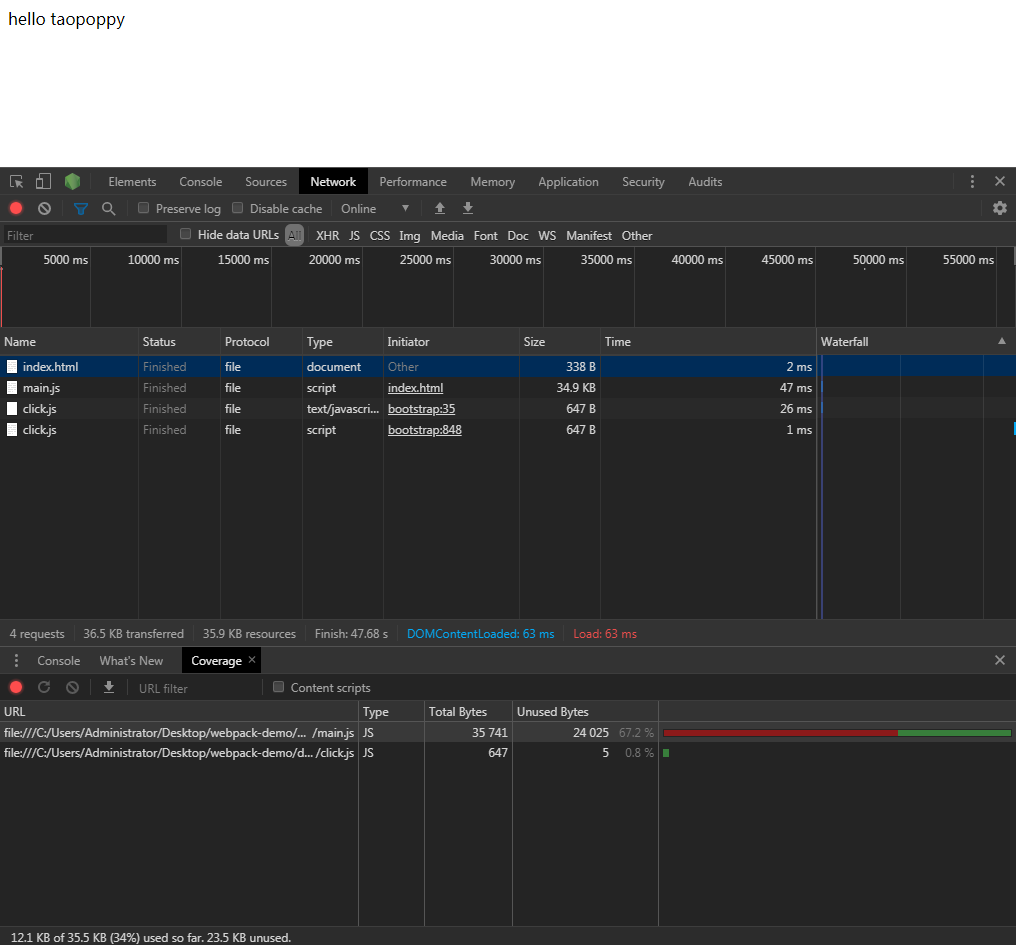 hello taopoppy
Elements Console Sources Network Performance Memory Application Security Audits
Preserve log Disable cache Online
Filter Hide data URLs All XHR JS CSS Img Media Font Doc WS Manifest Other
5000 ms 10000 ms 15000 ms 20000 ms 25000 ms 30000 ms 35000 ms 40000 ms 45000 ms 50000 ms 55000 ms
Name Status Protocol Type Initiator Size Time Waterfall
index.html Finished file document Other 338 B 2 ms
main.js Finished file script index.html 34.9 KB 47 ms
click.js Finished file text/javascri... bootstrap:35 647 B 26 ms
click.js Finished file script bootstrap:848 647 B 1 ms
4 requests 36.5 KB transferred 35.9 KB resources Finish: 47.68 s DOMContentLoaded: 63 ms Load: 63 ms
Console What's New Coverage
URL filter Content scripts
URL Type Total Bytes Unused Bytes
file:///C:/Users/Administrator/Desktop/webpack-demo/... /main.js JS 35 741 24 025 67.2 %
file:///C:/Users/Administrator/Desktop/webpack-demo/d... /click.js JS 647 5 0.8 %
12.1 KB of 35.5 KB (34%) used so far. 23.5 KB unused.